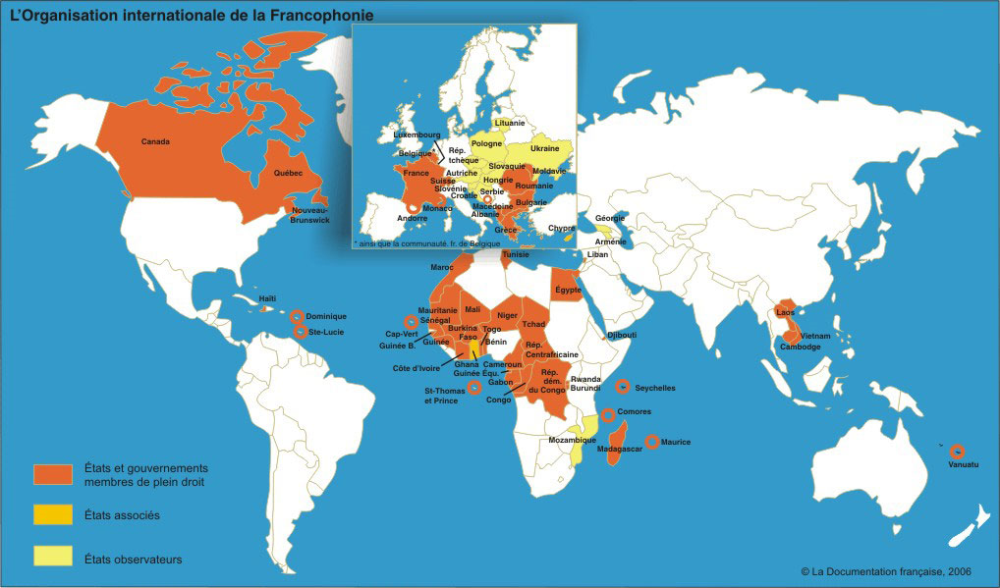 L'Organisation internationale de la Francophonie
Canada
Québec
Nouveau-
Brunswick
Lituanie
Luxembourg
Pologne
Belgique*
Rép.
tchèque
Ukraine
France
Autriche
Slovaquie
Moldavie
Suisse
Hongrie
Roumanie
Slovénie
Croatie
Serbie
Bulgarie
Monaco
Macédoine
Andorre
Albanie
Grèce
Chypre
* ainsi que la communauté. fr. de Belgique
Géorgie
Arménie
Liban
Tunisie
Maroc
Égypte
Haïti
Dominique
Ste-Lucie
Mauritanie
Mali
Niger
Tchad
Sénégal
Cap-Vert
Burkina
Faso
Togo
Djibouti
Guinée B.
Guinée
Bénin
Rép.
Centrafricaine
Côte d'Ivoire
Ghana
Cameroun
Guinée Équ.
Gabon
Congo
Rép.
dém.
du Congo
Rwanda
Burundi
St-Thomas
et Prince
Seychelles
Comores
Mozambique
Madagascar
Maurice
Laos
Vietnam
Cambodge
Vanuatu
États et gouvernements
membres de plein droit
États associés
États observateurs
© La Documentation française, 2006